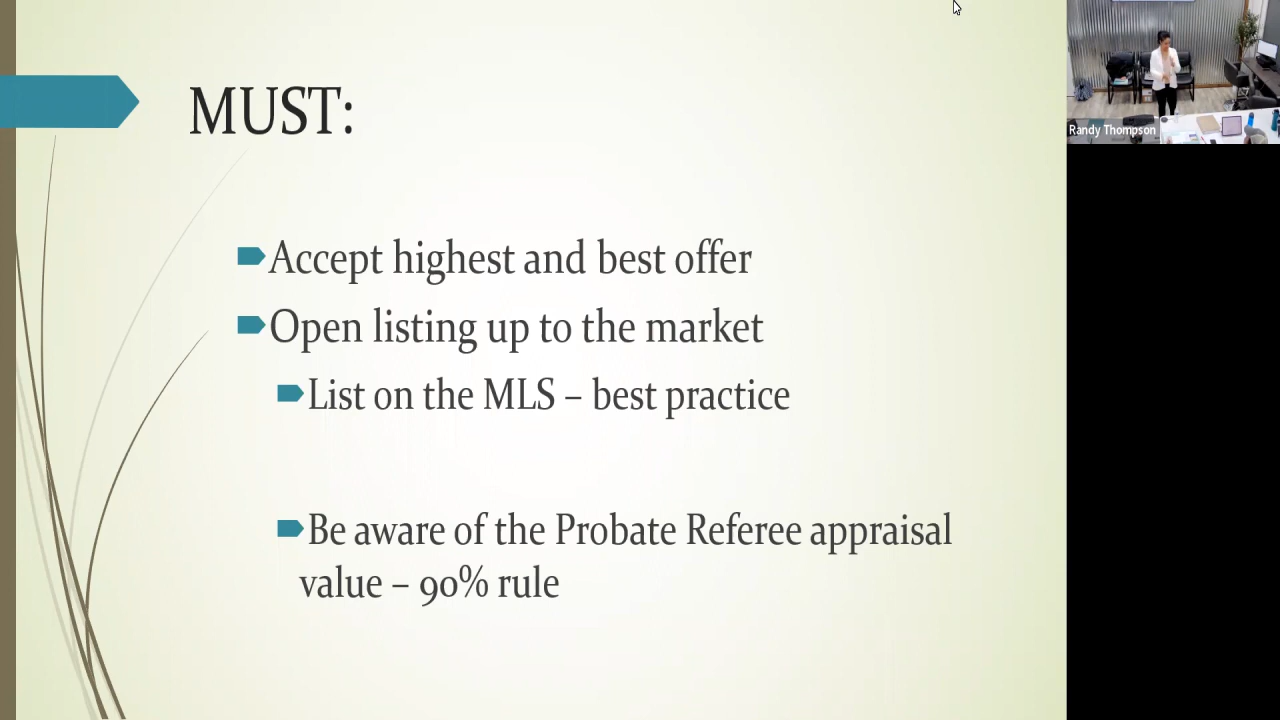 MUST:
Accept highest and best offer
Open listing up to the market
List on the MLS – best practice
Be aware of the Probate Referee appraisal
value – 90% rule
Randy Thompson